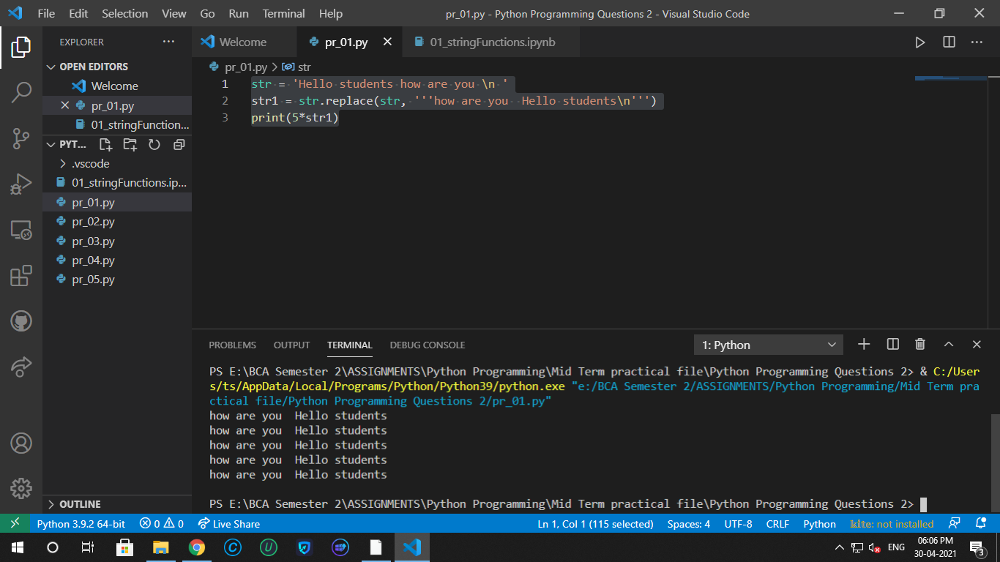 File Edit Selection View Go Run Terminal Help pr_01.py - Python Programming Questions 2 - Visual Studio Code
EXPLORER
Welcome pr_01.py 01_stringFunctions.ipynb
OPEN EDITORS
Welcome
pr_01.py
01_stringFunction...
PYT...
.vscode
01_stringFunctions.ip...
pr_01.py
pr_02.py
pr_03.py
pr_04.py
pr_05.py
OUTLINE
pr_01.py > str
1 str = 'Hello students how are you \n '
2 str1 = str.replace(str, '''how are you  Hello students\n''')
3 print(5*str1)
PROBLEMS OUTPUT TERMINAL DEBUG CONSOLE 1: Python
PS E:\BCA Semester 2\ASSIGNMENTS\Python Programming\Mid Term practical file\Python Programming Questions 2> & C:/User
s/ts/AppData/Local/Programs/Python/Python39/python.exe "e:/BCA Semester 2/ASSIGNMENTS/Python Programming/Mid Term pra
ctical file/Python Programming Questions 2/pr_01.py"
how are you  Hello students
how are you  Hello students
how are you  Hello students
how are you  Hello students
how are you  Hello students
PS E:\BCA Semester 2\ASSIGNMENTS\Python Programming\Mid Term practical file\Python Programming Questions 2>
Python 3.9.2 64-bit 0 0 Live Share Ln 1, Col 1 (115 selected) Spaces: 4 UTF-8 CRLF Python kite: not installed
ENG 06:06 PM
30-04-2021
3